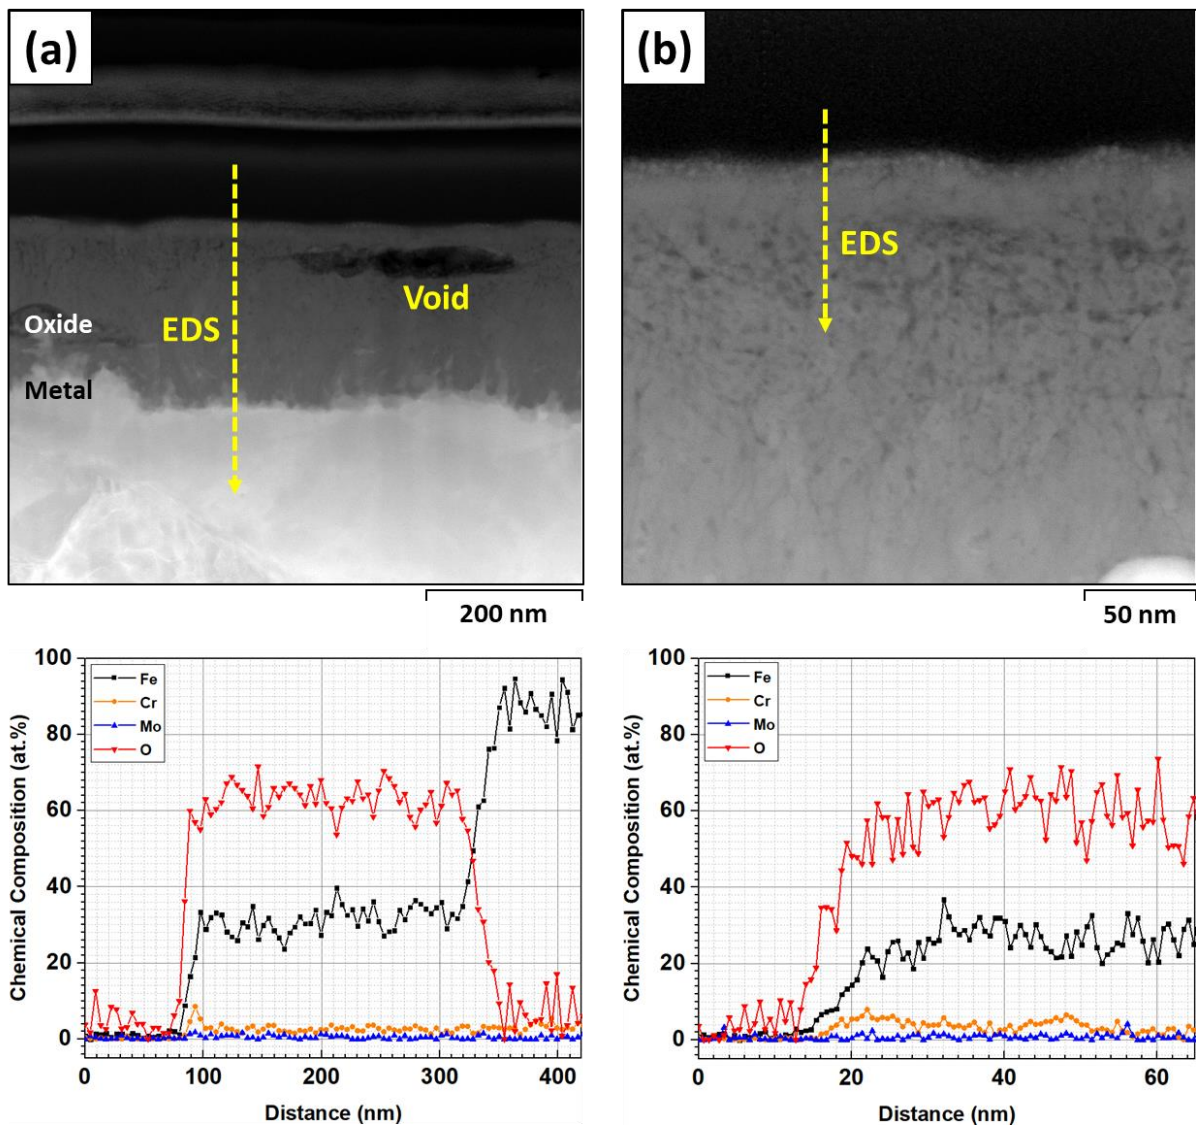 (a)
EDS
Void
Oxide
Metal
200 nm
(b)
EDS
50 nm
100
80
60
40
20
0
Chemical Composition (at.%)
Fe
Cr
Mo
O
0 100 200 300 400
Distance (nm)
100
80
60
40
20
0
Chemical Composition (at.%)
Fe
Cr
Mo
O
0 20 40 60
Distance (nm)